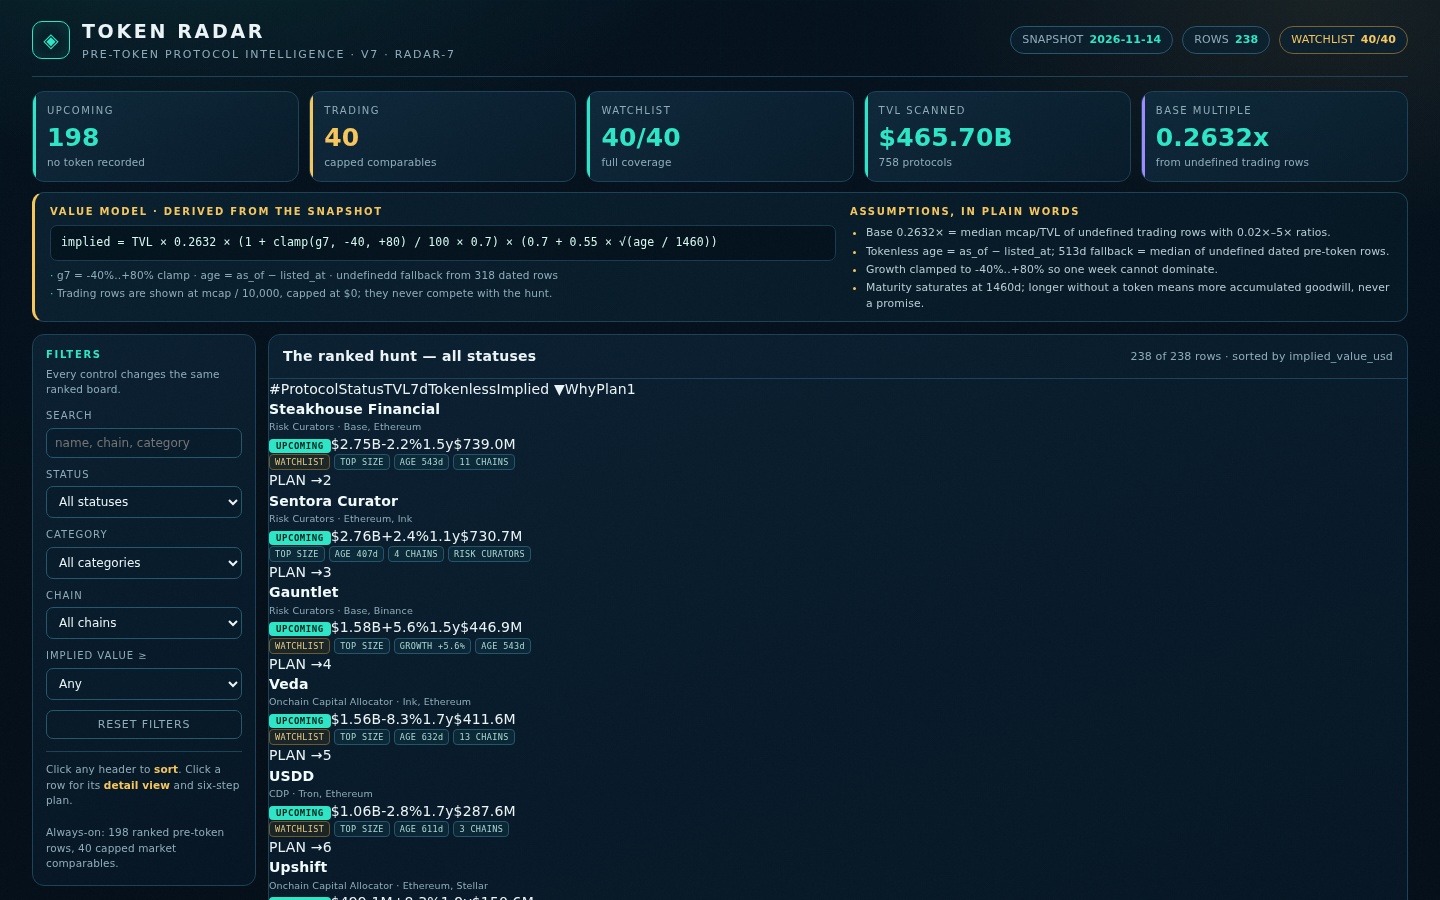 ◈
TOKEN RADAR
PRE-TOKEN PROTOCOL INTELLIGENCE · V7 · RADAR-7
SNAPSHOT 2026-11-14
ROWS 238
WATCHLIST 40/40
UPCOMING
198
no token recorded
TRADING
40
capped comparables
WATCHLIST
40/40
full coverage
TVL SCANNED
$465.70B
758 protocols
BASE MULTIPLE
0.2632x
from undefined trading rows
VALUE MODEL · DERIVED FROM THE SNAPSHOT
implied = TVL × 0.2632 × (1 + clamp(g7, -40, +80) / 100 × 0.7) × (0.7 + 0.55 × √(age / 1460))
· g7 = -40%..+80% clamp · age = as_of − listed_at · undefinedd fallback from 318 dated rows
· Trading rows are shown at mcap / 10,000, capped at $0; they never compete with the hunt.
ASSUMPTIONS, IN PLAIN WORDS
• Base 0.2632× = median mcap/TVL of undefined trading rows with 0.02×–5× ratios.
• Tokenless age = as_of − listed_at; 513d fallback = median of undefined dated pre-token rows.
• Growth clamped to -40%..+80% so one week cannot dominate.
• Maturity saturates at 1460d; longer without a token means more accumulated goodwill, never
a promise.
FILTERS
Every control changes the same
ranked board.
SEARCH
name, chain, category
STATUS
All statuses
CATEGORY
All categories
CHAIN
All chains
IMPLIED VALUE ≥
Any
RESET FILTERS
Click any header to sort. Click a
row for its detail view and six-step
plan.
Always-on: 198 ranked pre-token
rows, 40 capped market
comparables.
The ranked hunt — all statuses
238 of 238 rows · sorted by implied_value_usd
#ProtocolStatusTVL7dTokenlessImplied ▼WhyPlan1
Steakhouse Financial
Risk Curators · Base, Ethereum
UPCOMING$2.75B-2.2%1.5y$739.0M
WATCHLIST TOP SIZE AGE 543d 11 CHAINS
PLAN →2
Sentora Curator
Risk Curators · Ethereum, Ink
UPCOMING$2.76B+2.4%1.1y$730.7M
TOP SIZE AGE 407d 4 CHAINS RISK CURATORS
PLAN →3
Gauntlet
Risk Curators · Base, Binance
UPCOMING$1.58B+5.6%1.5y$446.9M
WATCHLIST TOP SIZE GROWTH +5.6% AGE 543d
PLAN →4
Veda
Onchain Capital Allocator · Ink, Ethereum
UPCOMING$1.56B-8.3%1.7y$411.6M
WATCHLIST TOP SIZE AGE 632d 13 CHAINS
PLAN →5
USDD
CDP · Tron, Ethereum
UPCOMING$1.06B-2.8%1.7y$287.6M
WATCHLIST TOP SIZE AGE 611d 3 CHAINS
PLAN →6
Upshift
Onchain Capital Allocator · Ethereum, Stellar